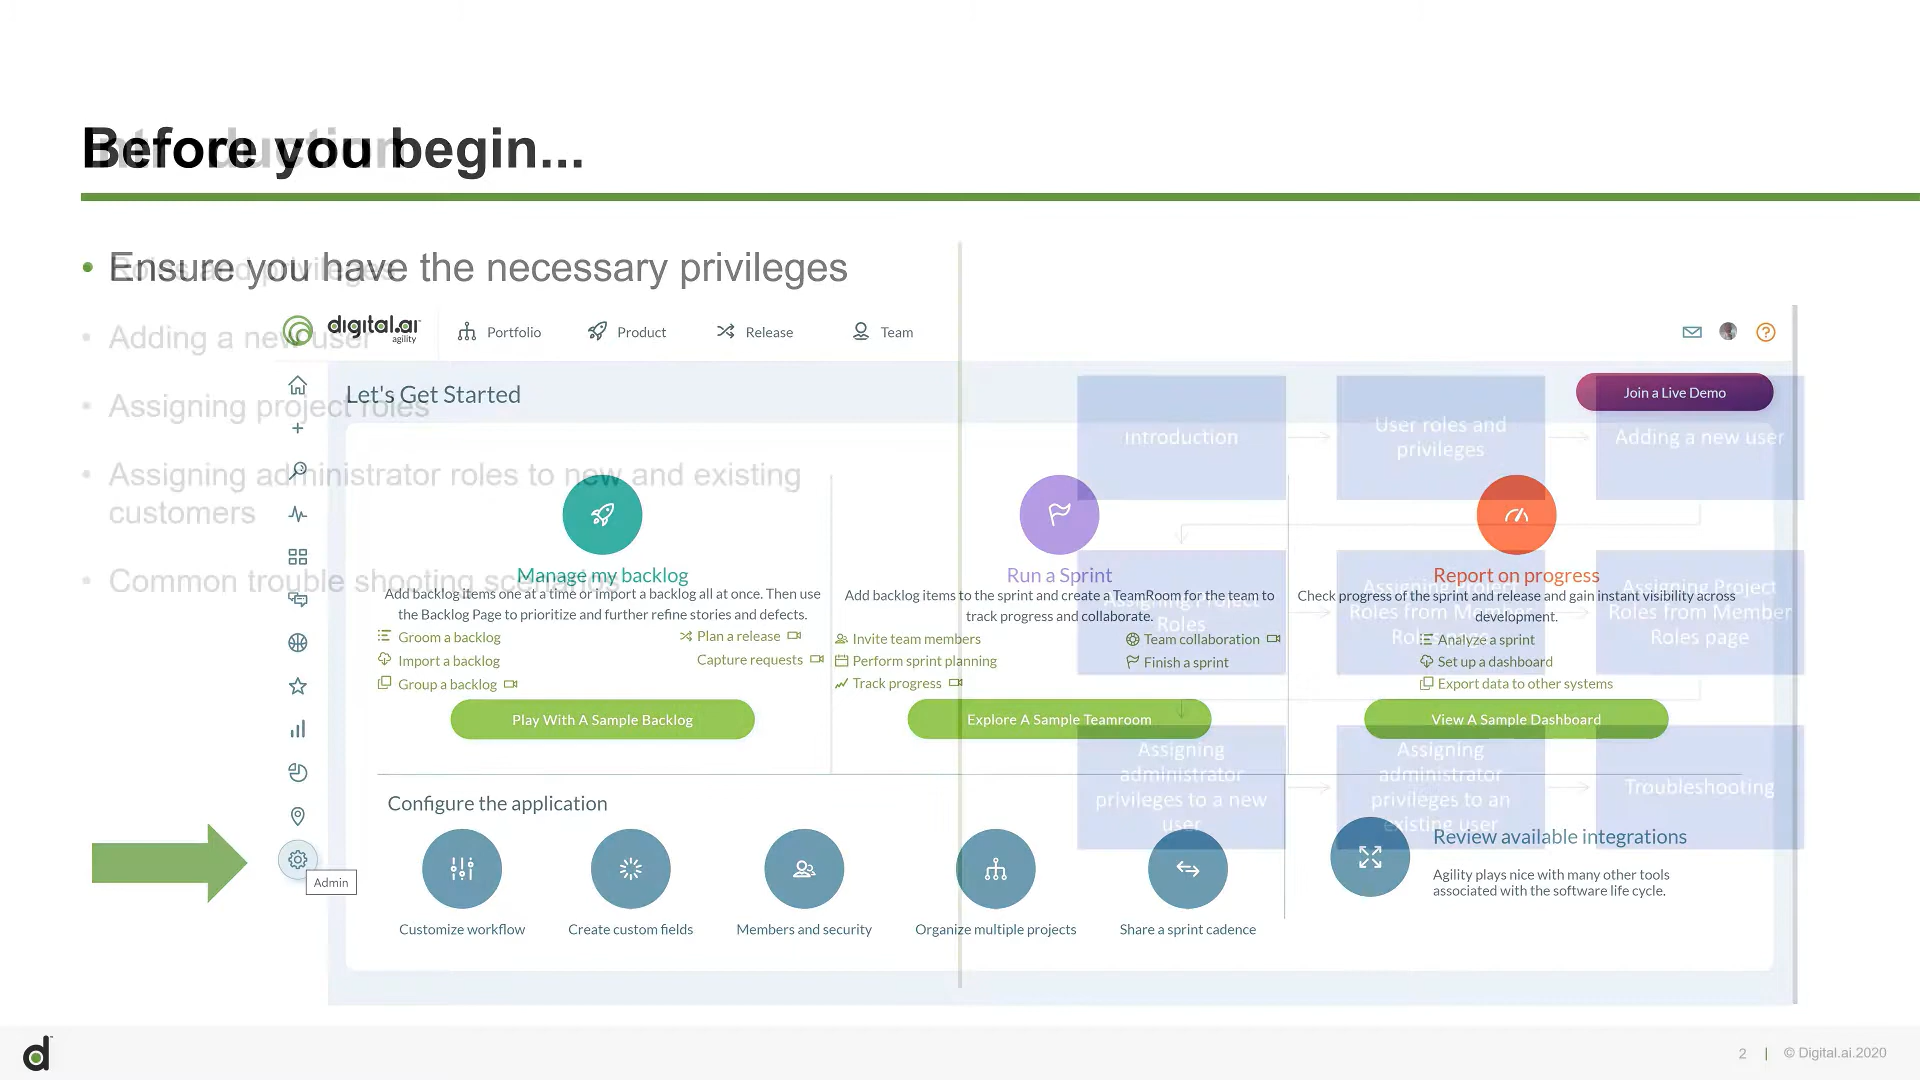 Before you begin...
Introduction
• Ensure you have the necessary privileges
• Roles and privileges
• Adding a new user
• Assigning project roles
• Assigning administrator roles to new and existing
customers
• Common trouble shooting scenarios
digital.ai
agility
Portfolio
Product
Release
Team
Let's Get Started
Join a Live Demo
Introduction
User roles and
privileges
Adding a new user
Manage my backlog
Add backlog items one at a time or import a backlog all at once. Then use
the Backlog Page to prioritize and further refine stories and defects.
Groom a backlog
Import a backlog
Group a backlog
Plan a release
Capture requests
Play With A Sample Backlog
Run a Sprint
Add backlog items to the sprint and create a TeamRoom for the team to
track progress and collaborate.
Invite team members
Perform sprint planning
Track progress
Team collaboration
Finish a sprint
Explore A Sample Teamroom
Report on progress
Check progress of the sprint and release and gain instant visibility across
development.
Analyze a sprint
Set up a dashboard
Export data to other systems
View A Sample Dashboard
Assigning Project
Roles
Assigning Project
Roles from Member
Roles page
Assigning Project
Roles from Member
Roles page
Assigning
administrator
privileges to a new
user
Assigning
administrator
privileges to an
existing user
Troubleshooting
Configure the application
Customize workflow
Create custom fields
Members and security
Organize multiple projects
Share a sprint cadence
Review available integrations
Agility plays nice with many other tools
associated with the software life cycle.
Admin
d
2 | © Digital.ai.2020